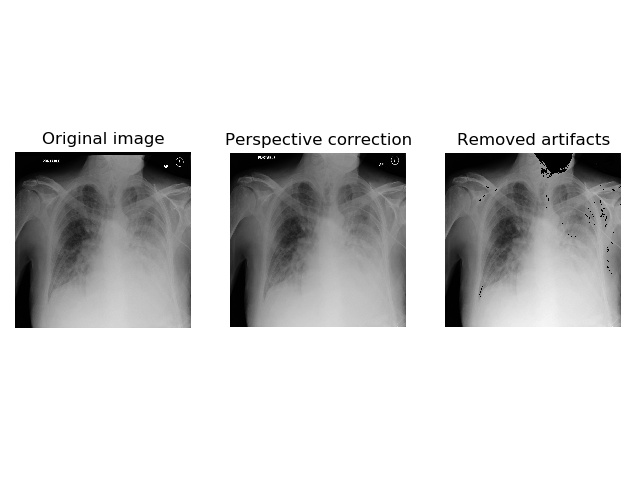 Original image
Perspective correction
Removed artifacts